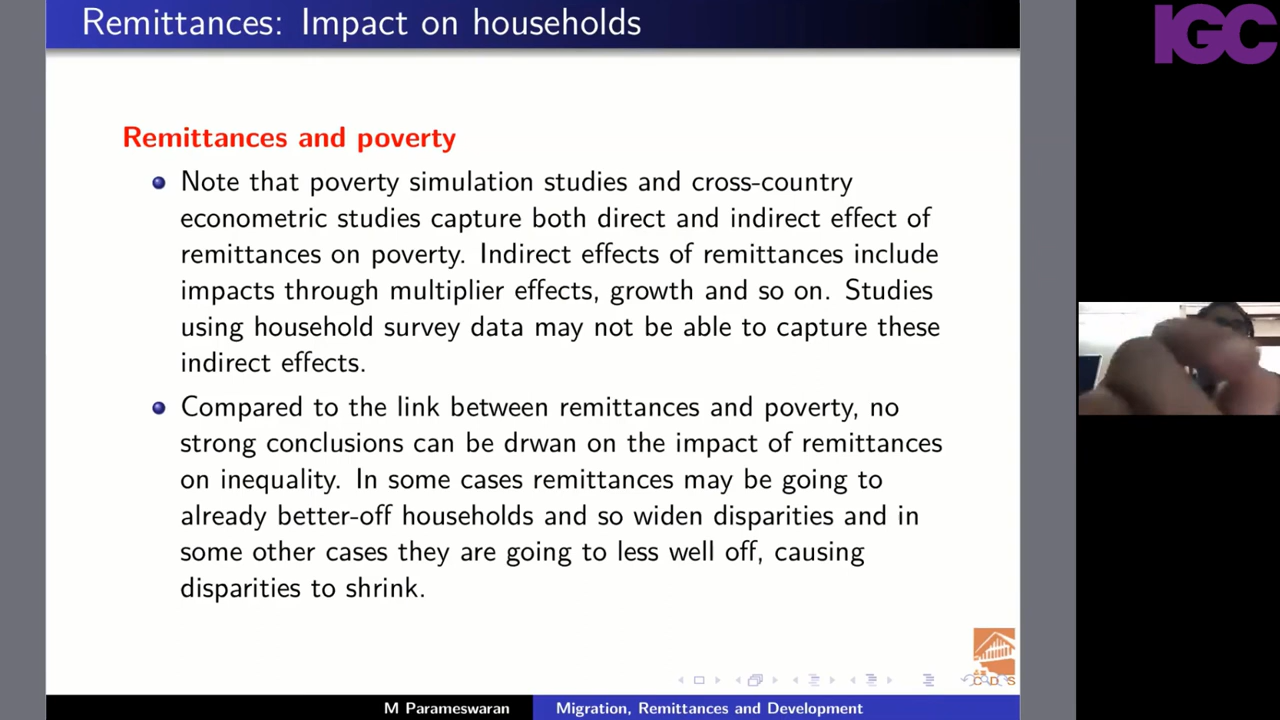 Remittances: Impact on households
IGC
Remittances and poverty
Note that poverty simulation studies and cross-country
econometric studies capture both direct and indirect effect of
remittances on poverty. Indirect effects of remittances include
impacts through multiplier effects, growth and so on. Studies
using household survey data may not be able to capture these
indirect effects.
Compared to the link between remittances and poverty, no
strong conclusions can be drwan on the impact of remittances
on inequality. In some cases remittances may be going to
already better-off households and so widen disparities and in
some other cases they are going to less well off, causing
disparities to shrink.
C D S
M Parameswaran
Migration, Remittances and Development